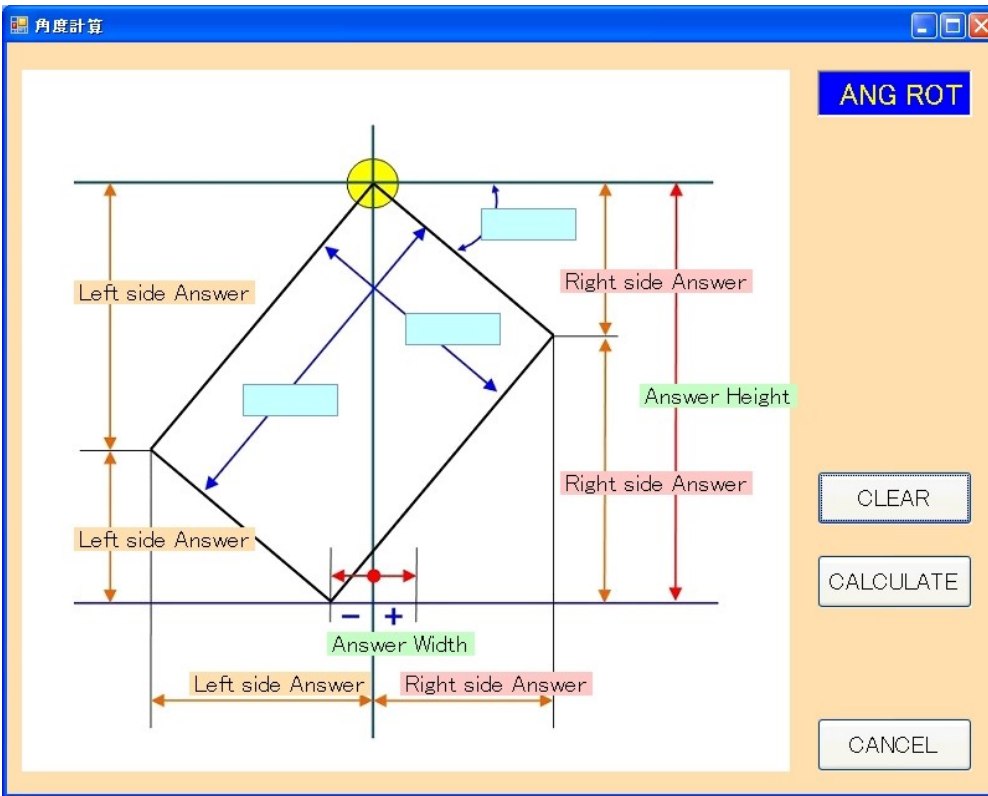 角度計算
ANG ROT
Left side Answer
Right side Answer
Answer Height
Right side Answer
Left side Answer
CLEAR
CALCULATE
− +
Answer Width
Left side Answer
Right side Answer
CANCEL